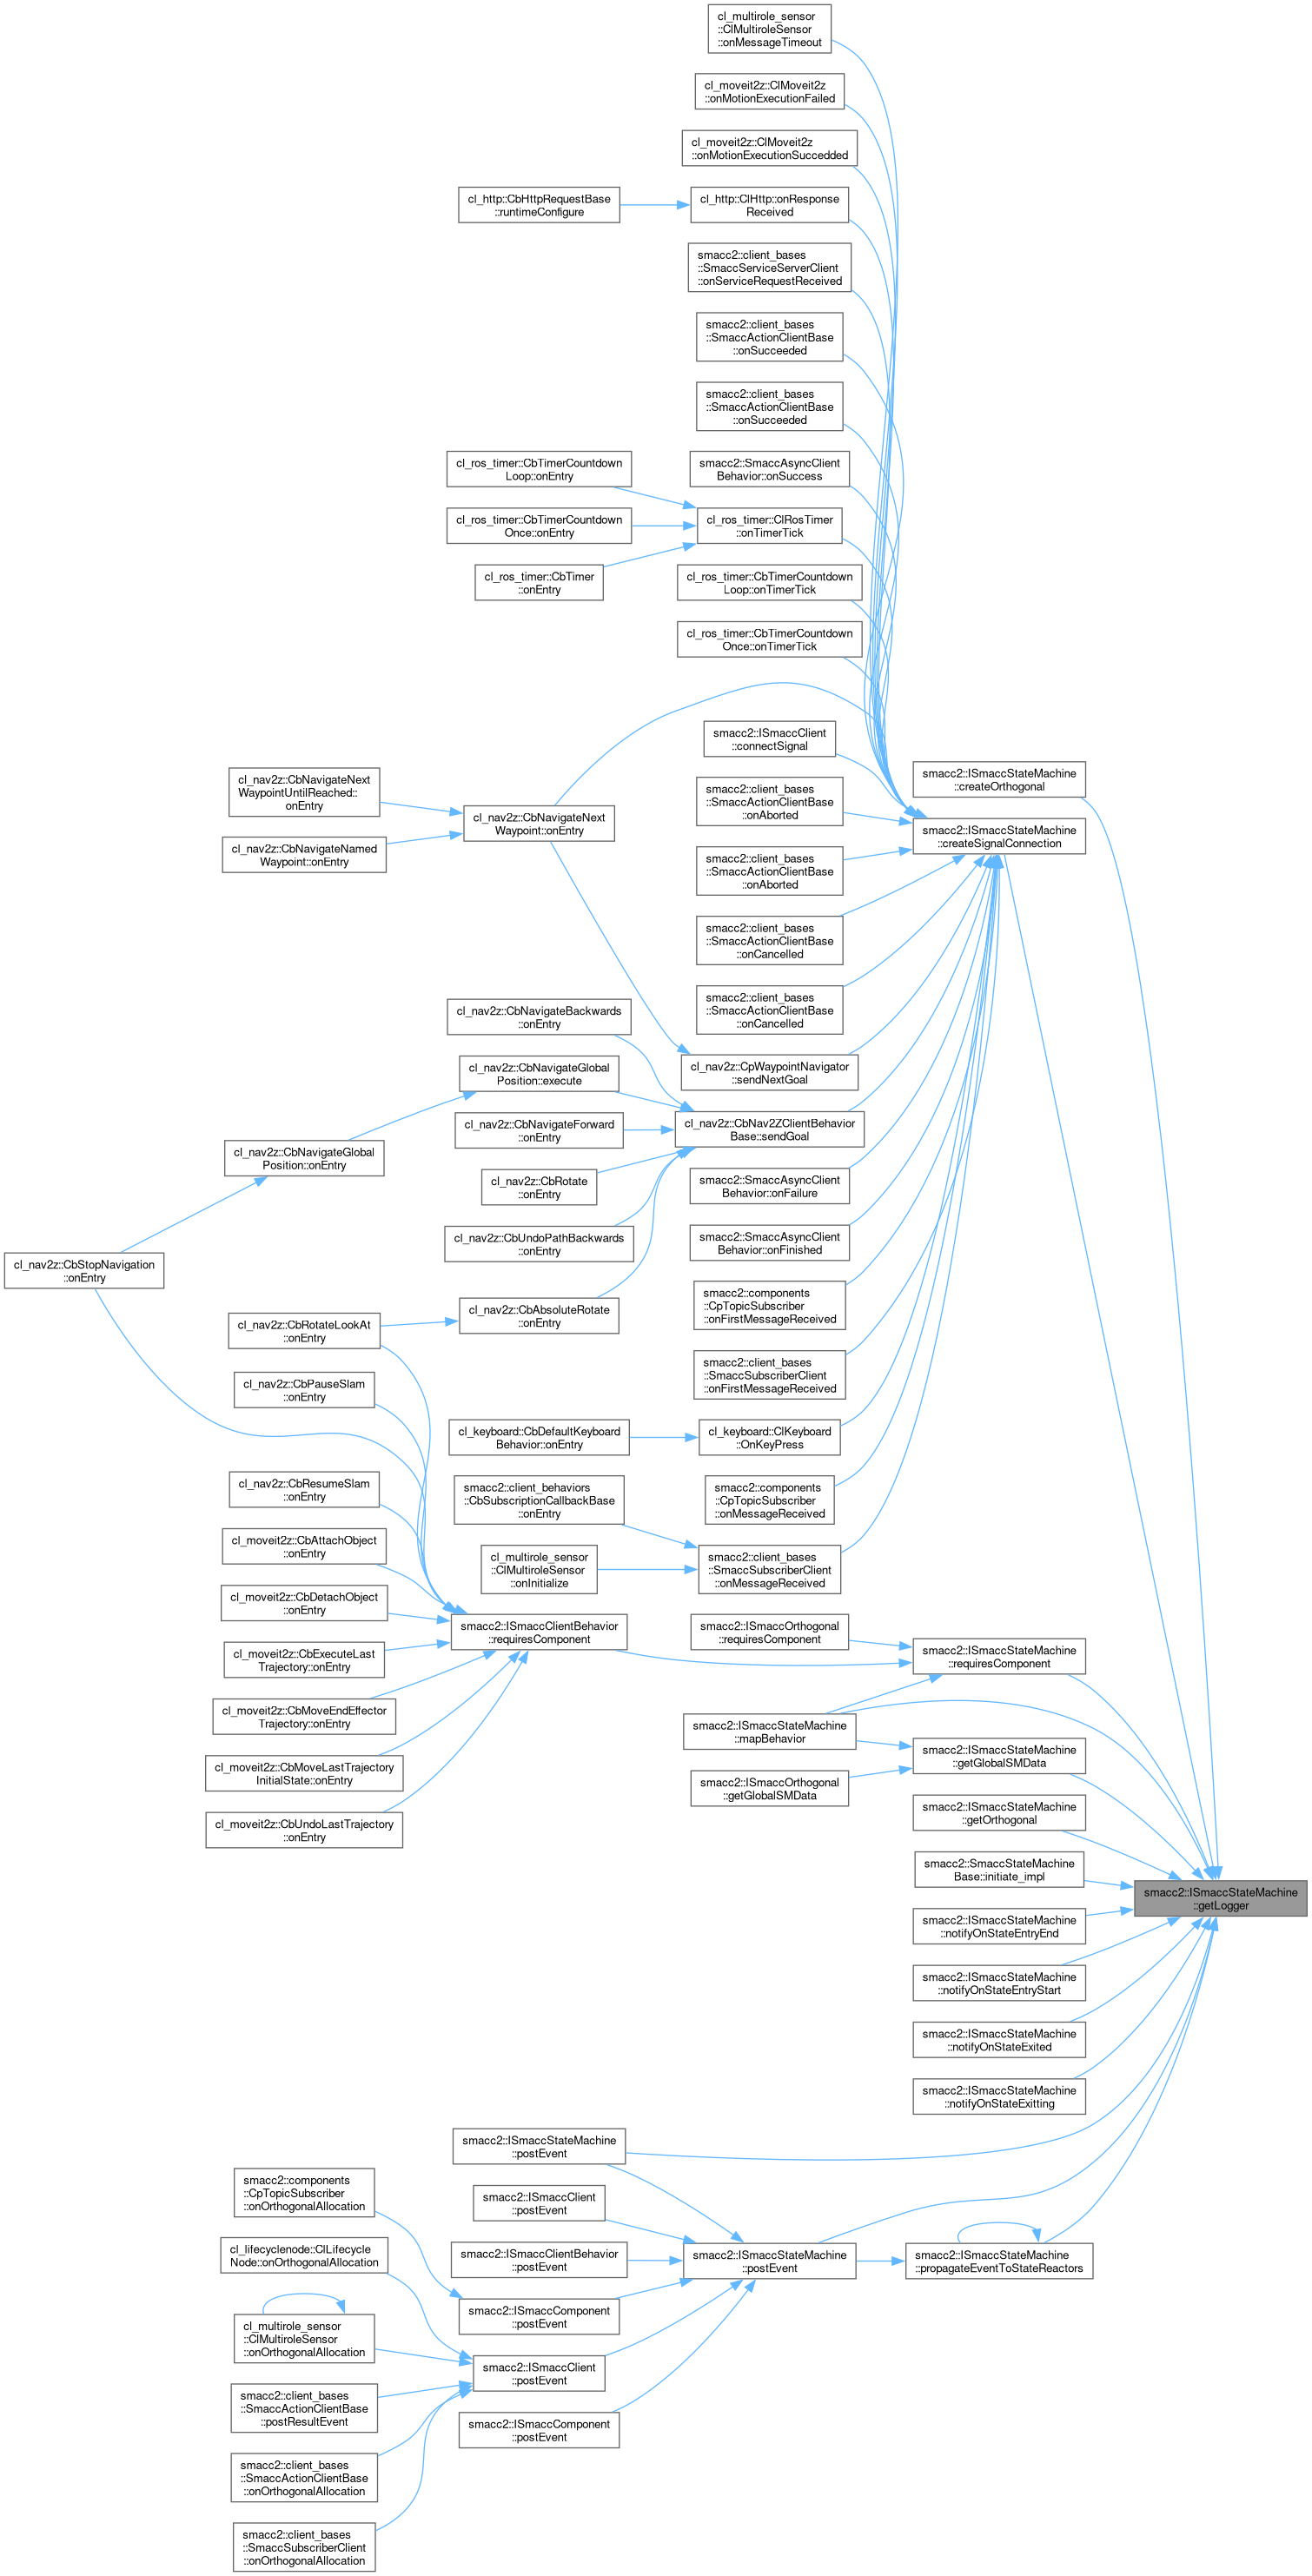 cl_multirole_sensor
::ClMultiroleSensor
::onMessageTimeout
cl_moveit2z::ClMoveit2z
::onMotionExecutionFailed
cl_moveit2z::ClMoveit2z
::onMotionExecutionSuccedded
cl_http::CbHttpRequestBase
::runtimeConfigure
cl_http::ClHttp::onResponse
Received
smacc2::client_bases
::SmaccServiceServerClient
::onServiceRequestReceived
smacc2::client_bases
::SmaccActionClientBase
::onSucceeded
smacc2::client_bases
::SmaccActionClientBase
::onSucceeded
cl_ros_timer::CbTimerCountdown
Loop::onEntry
smacc2::SmaccAsyncClient
Behavior::onSuccess
cl_ros_timer::CbTimerCountdown
Once::onEntry
cl_ros_timer::ClRosTimer
::onTimerTick
cl_ros_timer::CbTimer
::onEntry
cl_ros_timer::CbTimerCountdown
Loop::onTimerTick
cl_ros_timer::CbTimerCountdown
Once::onTimerTick
smacc2::ISmaccClient
::connectSignal
cl_nav2z::CbNavigateNext
WaypointUntilReached::
onEntry
smacc2::client_bases
::SmaccActionClientBase
::onAborted
smacc2::ISmaccStateMachine
::createOrthogonal
cl_nav2z::CbNavigateNext
Waypoint::onEntry
smacc2::ISmaccStateMachine
::createSignalConnection
cl_nav2z::CbNavigateNamed
Waypoint::onEntry
smacc2::client_bases
::SmaccActionClientBase
::onAborted
smacc2::client_bases
::SmaccActionClientBase
::onCancelled
smacc2::client_bases
::SmaccActionClientBase
::onCancelled
cl_nav2z::CbNavigateBackwards
::onEntry
cl_nav2z::CpWaypointNavigator
::sendNextGoal
cl_nav2z::CbNavigateGlobal
Position::execute
cl_nav2z::CbNavigateForward
::onEntry
cl_nav2z::CbNav2ZClientBehavior
Base::sendGoal
cl_nav2z::CbNavigateGlobal
Position::onEntry
cl_nav2z::CbRotate
::onEntry
smacc2::SmaccAsyncClient
Behavior::onFailure
cl_nav2z::CbUndoPathBackwards
::onEntry
smacc2::SmaccAsyncClient
Behavior::onFinished
cl_nav2z::CbStopNavigation
::onEntry
cl_nav2z::CbAbsoluteRotate
::onEntry
smacc2::components
::CpTopicSubscriber
::onFirstMessageReceived
cl_nav2z::CbRotateLookAt
::onEntry
cl_nav2z::CbPauseSlam
::onEntry
smacc2::client_bases
::SmaccSubscriberClient
::onFirstMessageReceived
cl_keyboard::CbDefaultKeyboard
Behavior::onEntry
cl_keyboard::ClKeyboard
::OnKeyPress
cl_nav2z::CbResumeSlam
::onEntry
smacc2::client_behaviors
::CbSubscriptionCallbackBase
::onEntry
smacc2::components
::CpTopicSubscriber
::onMessageReceived
cl_moveit2z::CbAttachObject
::onEntry
cl_multirole_sensor
::ClMultiroleSensor
::onInitialize
smacc2::client_bases
::SmaccSubscriberClient
::onMessageReceived
cl_moveit2z::CbDetachObject
::onEntry
smacc2::ISmaccClientBehavior
::requiresComponent
smacc2::ISmaccOrthogonal
::requiresComponent
cl_moveit2z::CbExecuteLast
Trajectory::onEntry
smacc2::ISmaccStateMachine
::requiresComponent
cl_moveit2z::CbMoveEndEffector
Trajectory::onEntry
smacc2::ISmaccStateMachine
::mapBehavior
cl_moveit2z::CbMoveLastTrajectory
InitialState::onEntry
smacc2::ISmaccStateMachine
::getGlobalSMData
smacc2::ISmaccOrthogonal
::getGlobalSMData
cl_moveit2z::CbUndoLastTrajectory
::onEntry
smacc2::ISmaccStateMachine
::getOrthogonal
smacc2::SmaccStateMachine
Base::initiate_impl
smacc2::ISmaccStateMachine
::getLogger
smacc2::ISmaccStateMachine
::notifyOnStateEntryEnd
smacc2::ISmaccStateMachine
::notifyOnStateEntryStart
smacc2::ISmaccStateMachine
::notifyOnStateExited
smacc2::ISmaccStateMachine
::notifyOnStateExitting
smacc2::ISmaccStateMachine
::postEvent
smacc2::components
::CpTopicSubscriber
::onOrthogonalAllocation
smacc2::ISmaccClient
::postEvent
cl_lifecyclenode::ClLifecycle
Node::onOrthogonalAllocation
smacc2::ISmaccClientBehavior
::postEvent
smacc2::ISmaccStateMachine
::postEvent
smacc2::ISmaccStateMachine
::propagateEventToStateReactors
cl_multirole_sensor
::ClMultiroleSensor
::onOrthogonalAllocation
smacc2::ISmaccComponent
::postEvent
smacc2::ISmaccClient
::postEvent
smacc2::client_bases
::SmaccActionClientBase
::postResultEvent
smacc2::ISmaccComponent
::postEvent
smacc2::client_bases
::SmaccActionClientBase
::onOrthogonalAllocation
smacc2::client_bases
::SmaccSubscriberClient
::onOrthogonalAllocation